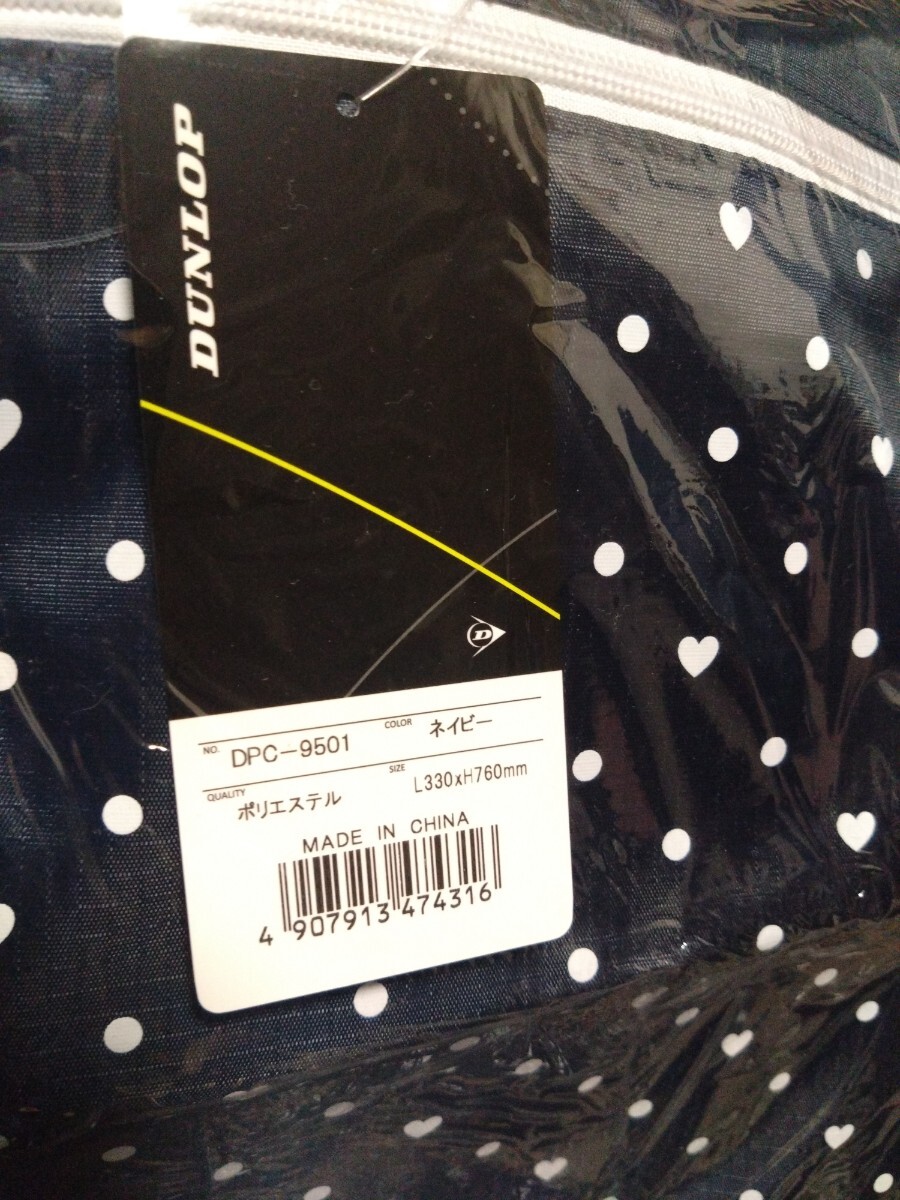 DUNLOP
D
NO. DPC-9501 COLOR ネイビー
QUALITY ポリエステル SIZE L330xH760mm
MADE IN CHINA
4 907913 474316